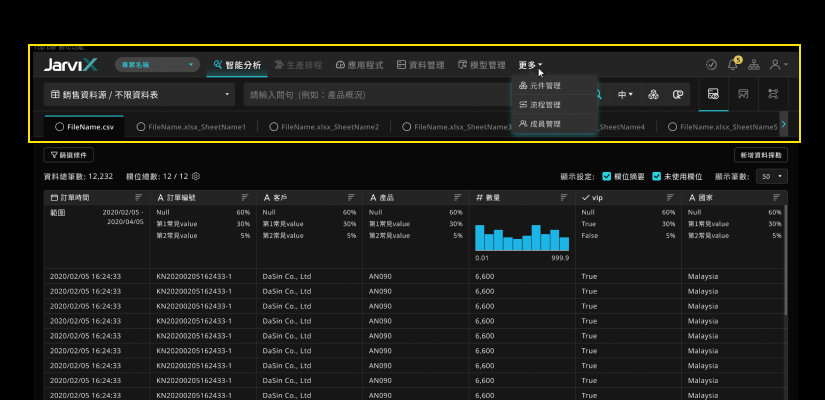 JarviX 專案名稱 智能分析 生產排程 應用程式 資料管理 模型管理 更多 5
元件管理
流程管理
成員管理
銷售資料源 / 不限資料表 請輸入問句 (例如：產品概況) 中
FileName.csv FileName.xlsx_SheetName1 FileName.xlsx_SheetName2 FileName.xlsx_SheetName3 SheetName4 FileName.xlsx_SheetName5
篩選條件 新增資料探勘
資料總筆數: 12,232 欄位總數: 12 / 12 顯示設定: 欄位摘要 未使用欄位 顯示筆數: 50
訂單時間 A 訂單編號 A 客戶 A 產品 # 數量 vip A 國家
範圍 2020/02/05 - Null 60% Null 60% Null 60% Null 60% Null 60%
2020/04/05 第1常見value 30% 第1常見value 30% 第1常見value 30% True 30% 第1常見value 30%
第2常見value 5% 第2常見value 5% 第2常見value 5% False 5% 第2常見value 5%
0.01 999.9
2020/02/05 16:24:33 KN20200205162433-1 DaSin Co., Ltd AN090 6,600 True Malaysia
2020/02/05 16:24:33 KN20200205162433-1 DaSin Co., Ltd AN090 6,600 True Malaysia
2020/02/05 16:24:33 KN20200205162433-1 DaSin Co., Ltd AN090 6,600 True Malaysia
2020/02/05 16:24:33 KN20200205162433-1 DaSin Co., Ltd AN090 6,600 True Malaysia
2020/02/05 16:24:33 KN20200205162433-1 DaSin Co., Ltd AN090 6,600 True Malaysia
2020/02/05 16:24:33 KN20200205162433-1 DaSin Co., Ltd AN090 6,600 True Malaysia
2020/02/05 16:24:33 KN20200205162433-1 DaSin Co., Ltd AN090 6,600 True Malaysia
2020/02/05 16:24:33 KN20200205162433-1 DaSin Co., Ltd AN090 6,600 True Malaysia
2020/02/05 16:24:33 KN20200205162433-1 DaSin Co., Ltd AN090 6,600 True Malaysia